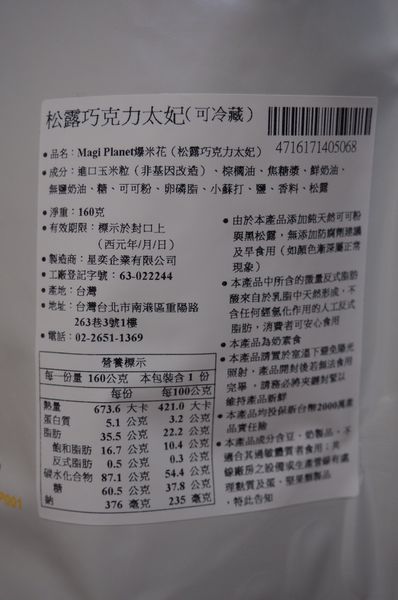 松露巧克力太妃(可冷藏)
4716171405068
•品名：Magi Planet爆米花（松露巧克力太妃）
•成分：進口玉米粒（非基因改造）、棕櫚油、焦糖漿、鮮奶油、
無鹽奶油、糖、可可粉、卵磷脂、小蘇打、鹽、香料、松露
•淨重：160克
•有效期限：標示於封口上
（西元年/月/日）
•製造商：星奕企業有限公司
•工廠登記字號：63-022244
•產地：台灣
•地址：台灣台北市南港區重陽路
263巷3號1樓
•電話：02-2651-1369
營養標示
每一份量 160公克 本包裝含 1 份
每份 每100公克
熱量 673.6 大卡 421.0 大卡
蛋白質 5.1 公克 3.2 公克
脂肪 35.5 公克 22.2 公克
飽和脂肪 16.7 公克 10.4 公克
反式脂肪 0.5 公克 0.3 公克
碳水化合物 87.1 公克 54.4 公克
糖 60.5 公克 37.8 公克
鈉 376 毫克 235 毫克
•由於本產品添加純天然可可粉
與黑松露，無添加防腐劑建議
及早食用（如顏色漸深屬正常
現象）
•本產品中所含的微量反式脂肪
酸來自於乳脂中天然形成，不
含任何經氫化作用的人工反式
脂肪，消費者可安心食用
•本產品為奶素食
•本產品請置於室溫下避免陽光
照射，產品開封後若無法食用
完畢，請務必將夾鏈封緊以
維持產品新鮮
•本產品均投保新台幣2000萬產
品責任險
•本產品成分含豆、奶製品，不
適合其過敏體質者食用；其
線廠房之設備或生產管線有處
理麩質及蛋、堅果類製品
，特此告知
P001